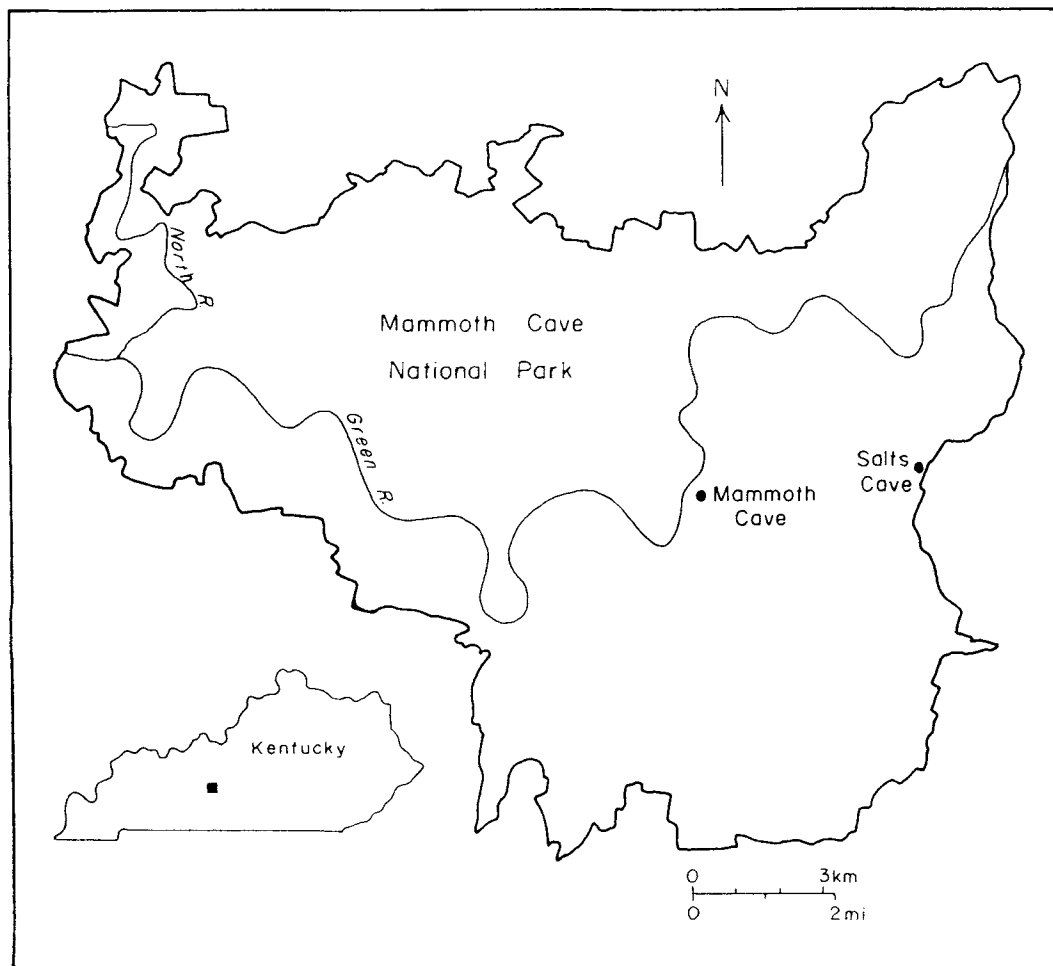 N
North R
Mammoth Cave
National Park
Green R.
Salts
Cave
Mammoth
Cave
Kentucky
0 3km
0 2mi